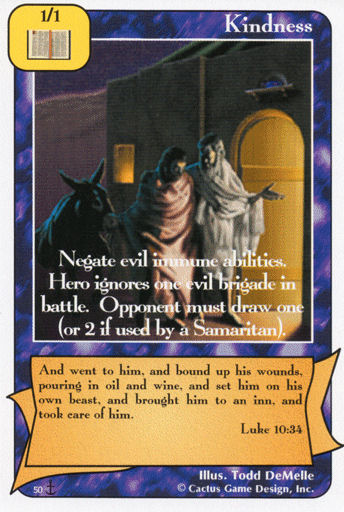 1/1
Kindness
Negate evil immune abilities.
Hero ignores one evil brigade in
battle. Opponent must draw one
(or 2 if used by a Samaritan).
And went to him, and bound up his wounds,
pouring in oil and wine, and set him on his
own beast, and brought him to an inn, and
took care of him.
Luke 10:34
Illus. Todd DeMelle
50
© Cactus Game Design, Inc.